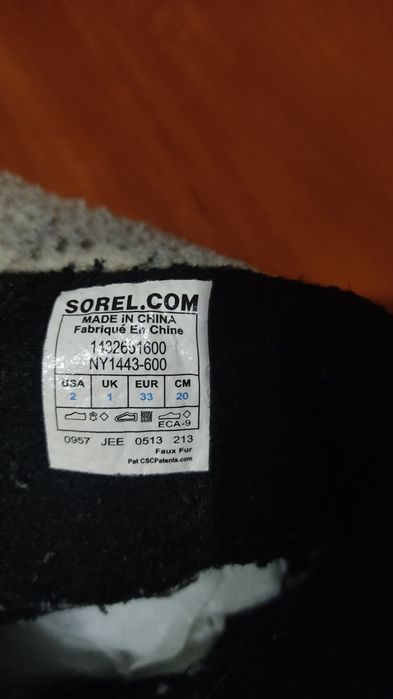 SOREL.COM
MADE IN CHINA
Fabriqué En Chine
1132651600
NY1443-600
USA UK EUR CM
2 1 33 20
ECA-9
0957 JEE 0513 213
Faux Fur
Pat CSCPatents.com